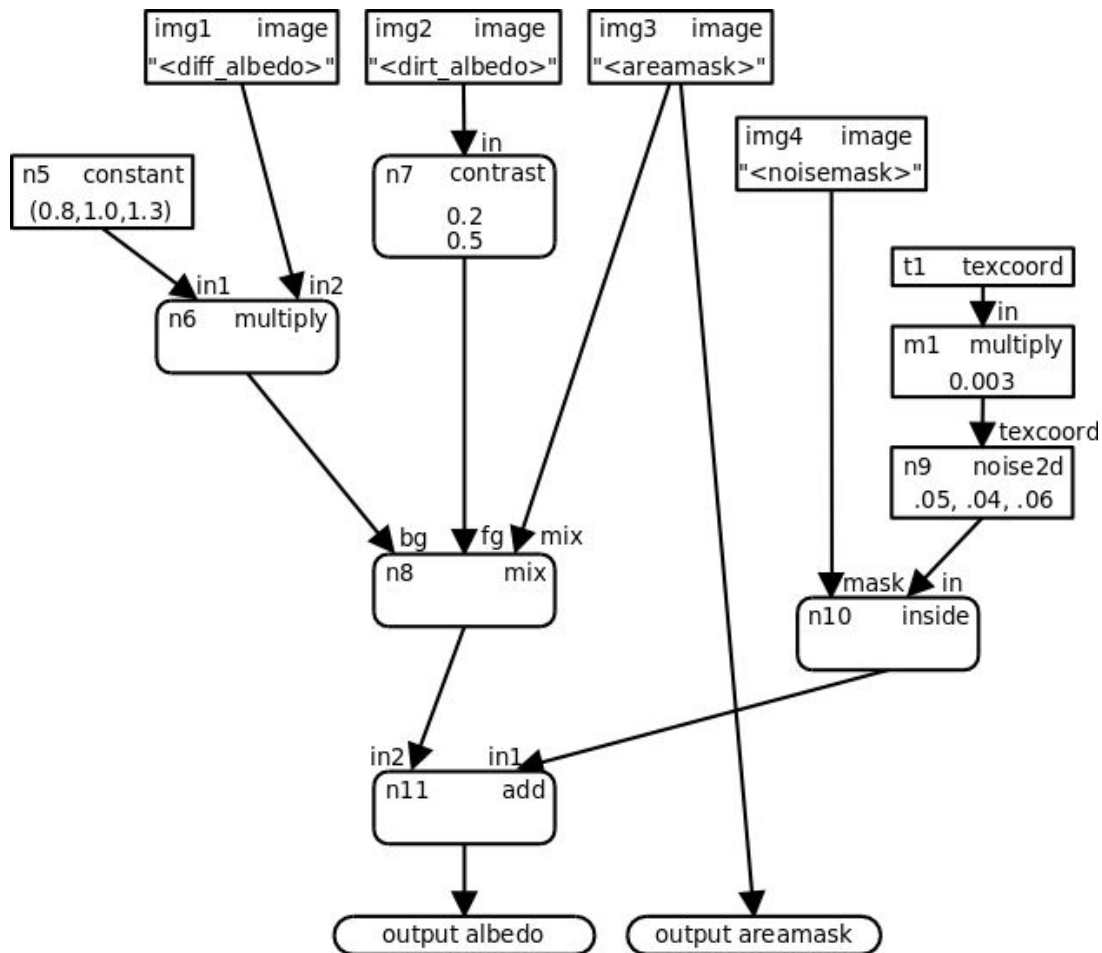 img1 image
"<diff_albedo>"
img2 image
"<dirt_albedo>"
img3 image
"<areamask>"
img4 image
"<noisemask>"
in
n5 constant
(0.8,1.0,1.3)
n7 contrast
0.2
0.5
t1 texcoord
in1
in2
n6 multiply
in
m1 multiply
0.003
texcoord
n9 noise2d
.05, .04, .06
bg
fg
mix
n8 mix
mask
in
n10 inside
in2
in1
n11 add
output albedo
output areamask